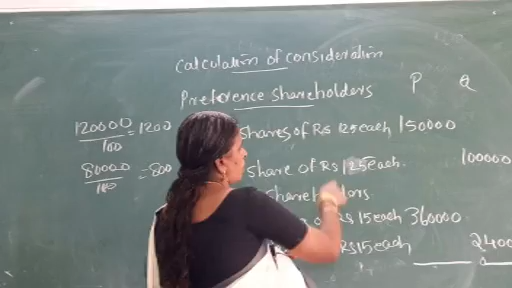 Calculation of consideration
P Q
Preference shareholders
120000/100 = 1200 shares of Rs 125 each 150000
80000/100 = 800 share of Rs 125 each. 100000
shareholders.
Rs 15 each 360000
Rs 15 each 2400